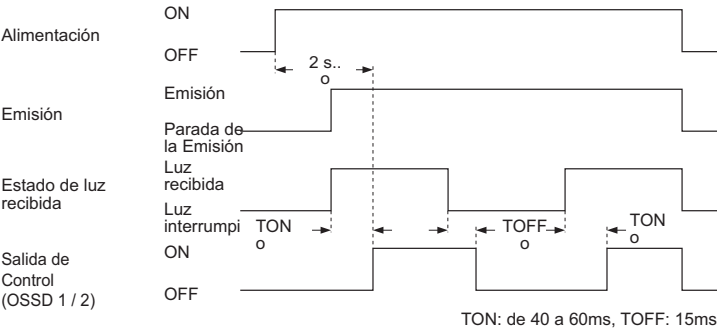 Alimentación
ON
OFF
2 s..
o
Emisión
Emisión
Parada de
la Emisión
Estado de luz
recibida
Luz
recibida
Luz
interrumpi
TON
o
TOFF
o
TON
o
Salida de
Control
(OSSD 1 / 2)
ON
OFF
TON: de 40 a 60ms, TOFF: 15ms